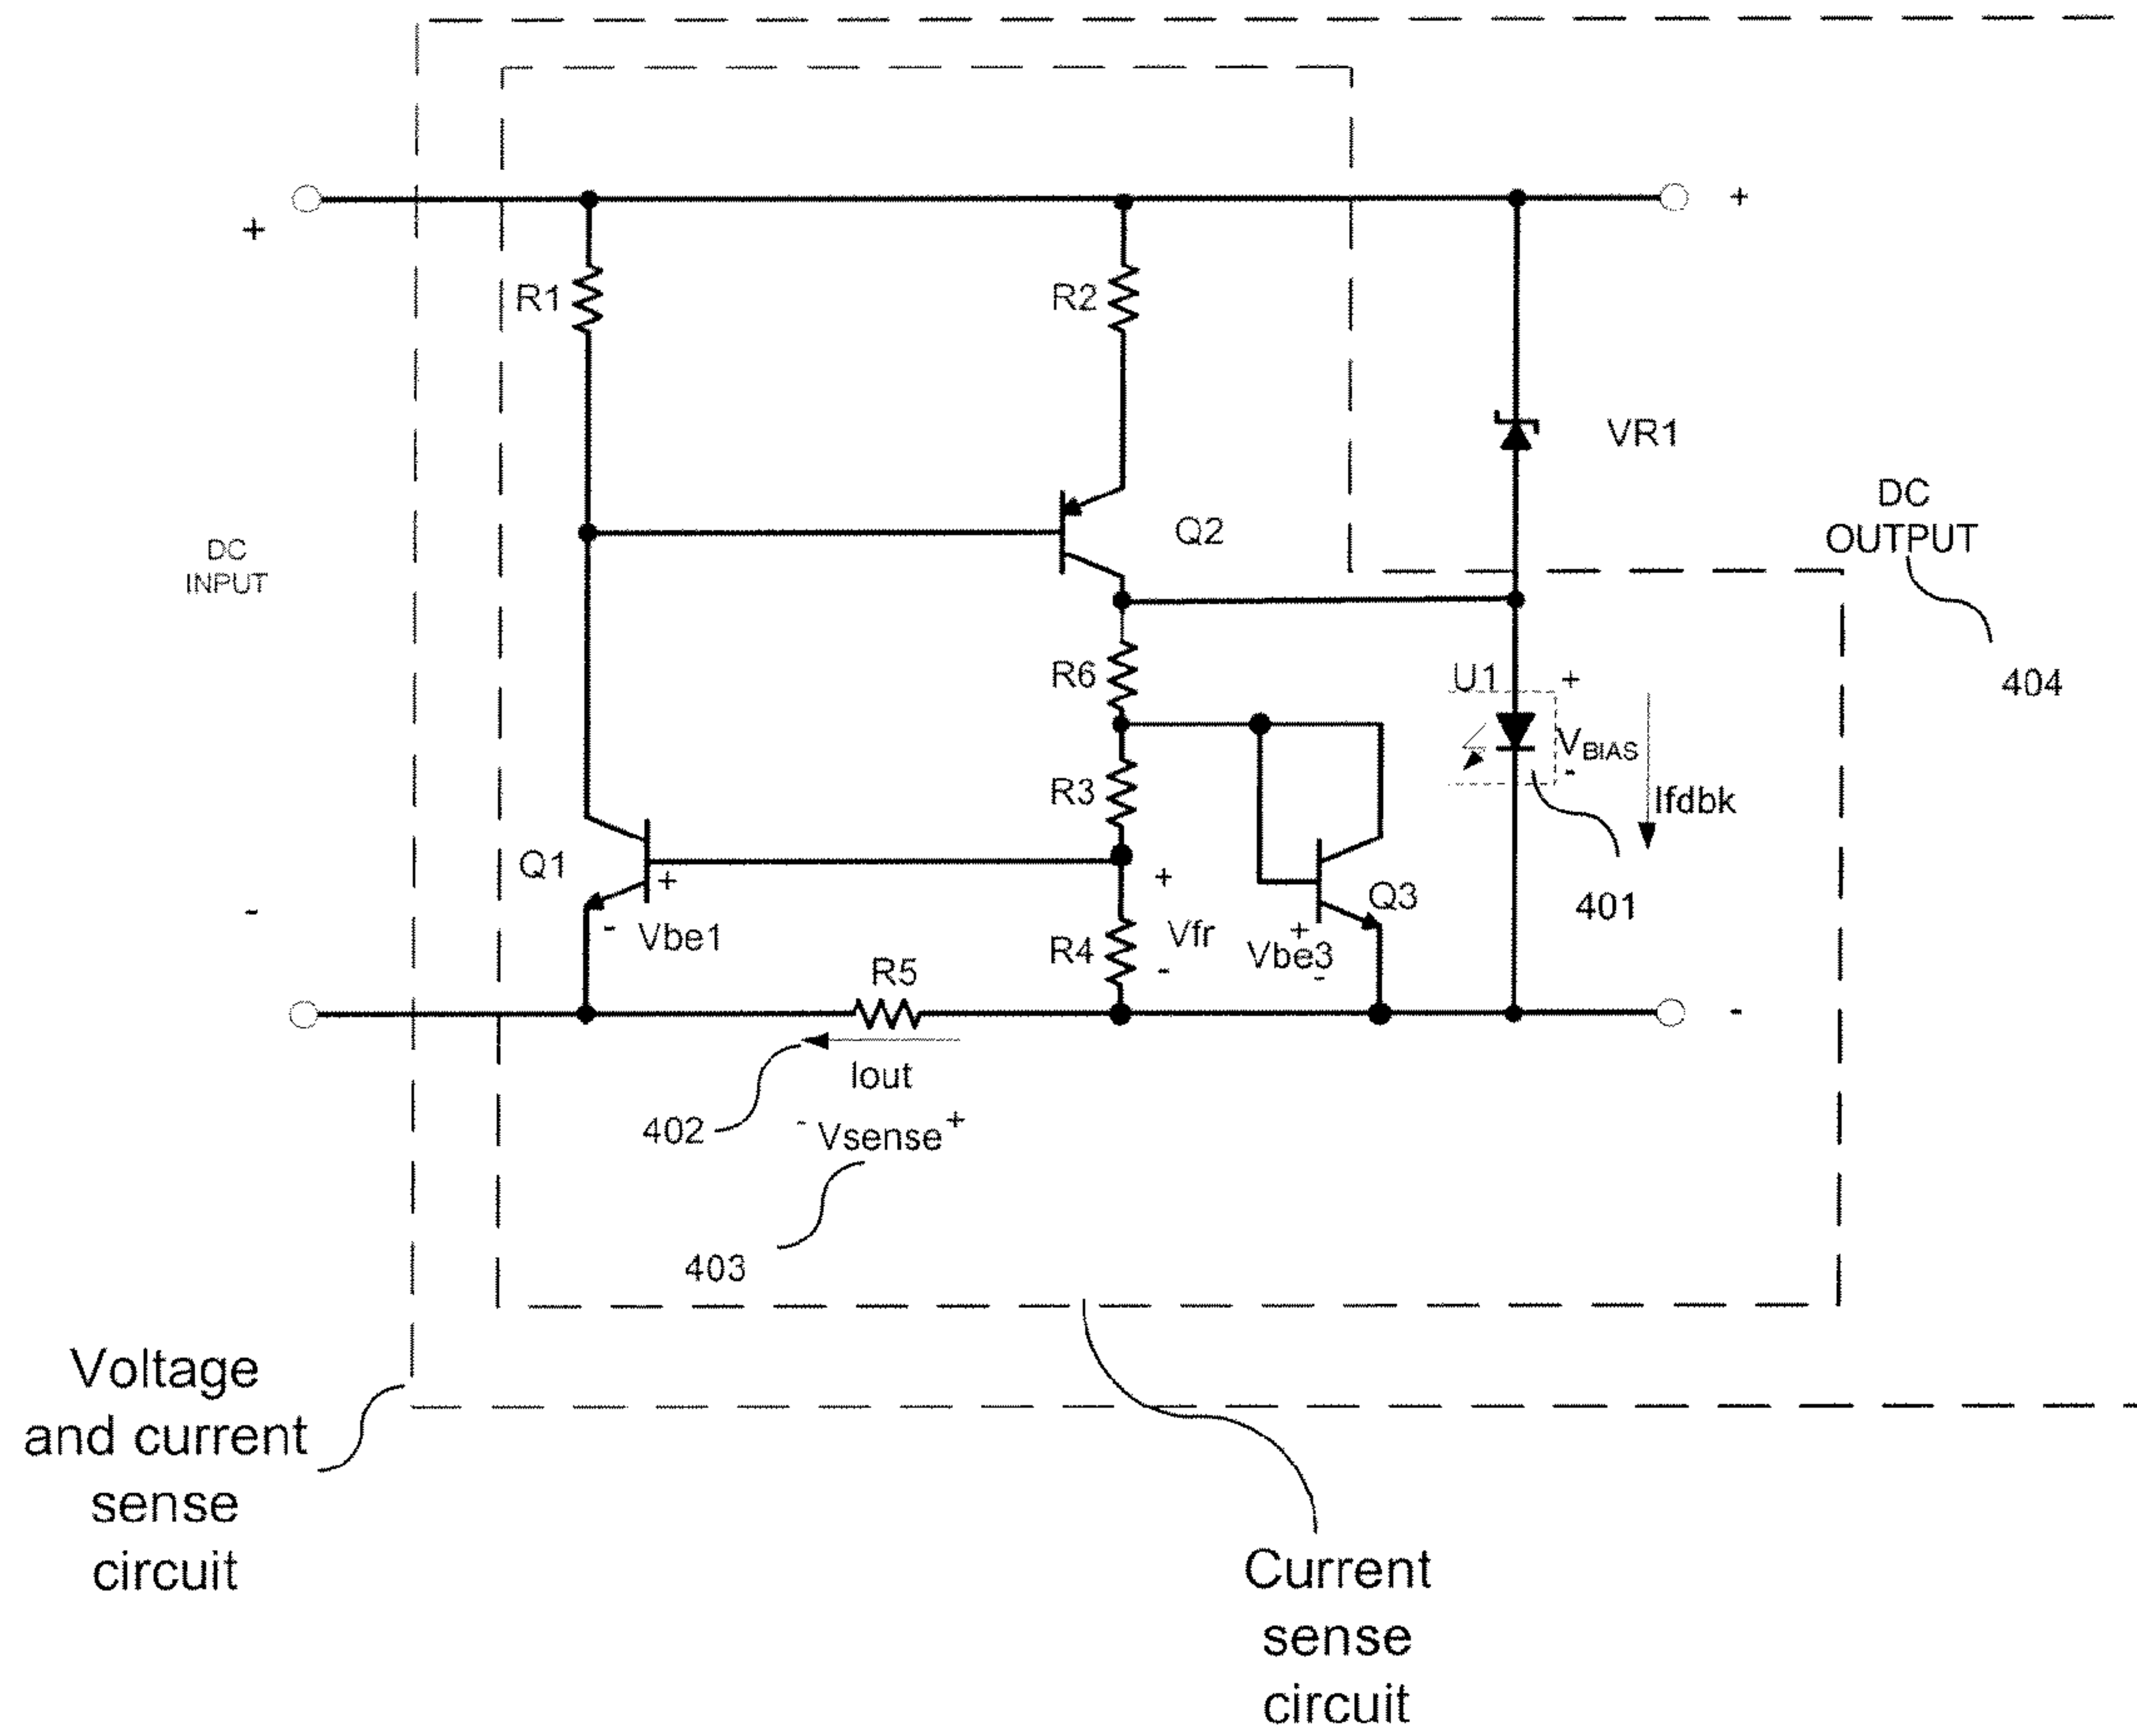 +
+
R1
R2
VR1
DC
OUTPUT
Q2
DC
INPUT
404
R6
U1
+
VBIAS
-
Ifdbk
R3
401
Q1
+
-
Vbe1
+
Vfr
-
R4
Q3
+
Vbe3
-
-
R5
-
Iout
402
- Vsense +
403
Voltage
and current
sense
circuit
Current
sense
circuit